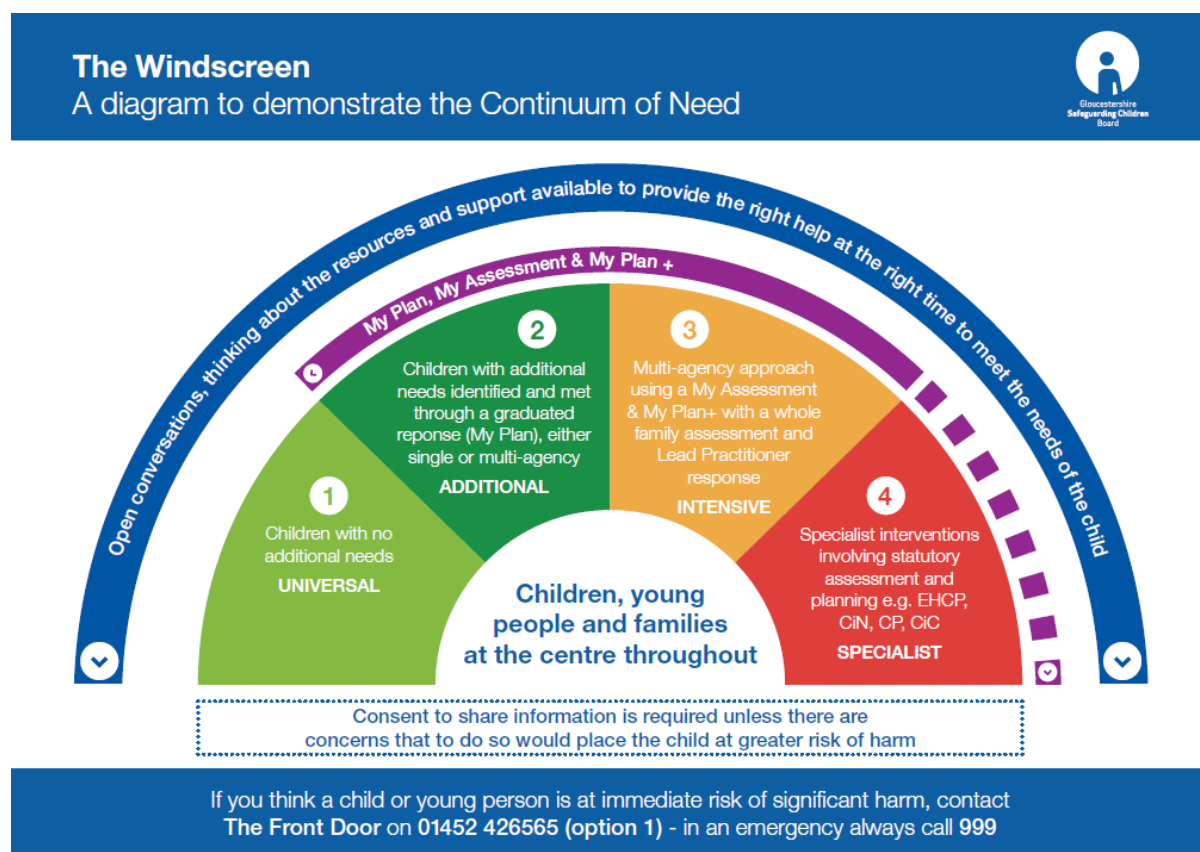 The Windscreen
A diagram to demonstrate the Continuum of Need
Gloucestershire
Safeguarding Children
Board
Open conversations, thinking about the resources and support available to provide the right help at the right time to meet the needs of the child
My Plan, My Assessment & My Plan +
1
Children with no
additional needs
UNIVERSAL
2
Children with additional
needs identified and met
through a graduated
reponse (My Plan), either
single or multi-agency
ADDITIONAL
3
Multi-agency approach
using a My Assessment
& My Plan+ with a whole
family assessment and
Lead Practitioner
response
INTENSIVE
4
Specialist interventions
involving statutory
assessment and
planning e.g. EHCP,
CiN, CP, CiC
SPECIALIST
Children, young
people and families
at the centre throughout
Consent to share information is required unless there are
concerns that to do so would place the child at greater risk of harm
If you think a child or young person is at immediate risk of significant harm, contact
The Front Door on 01452 426565 (option 1) - in an emergency always call 999